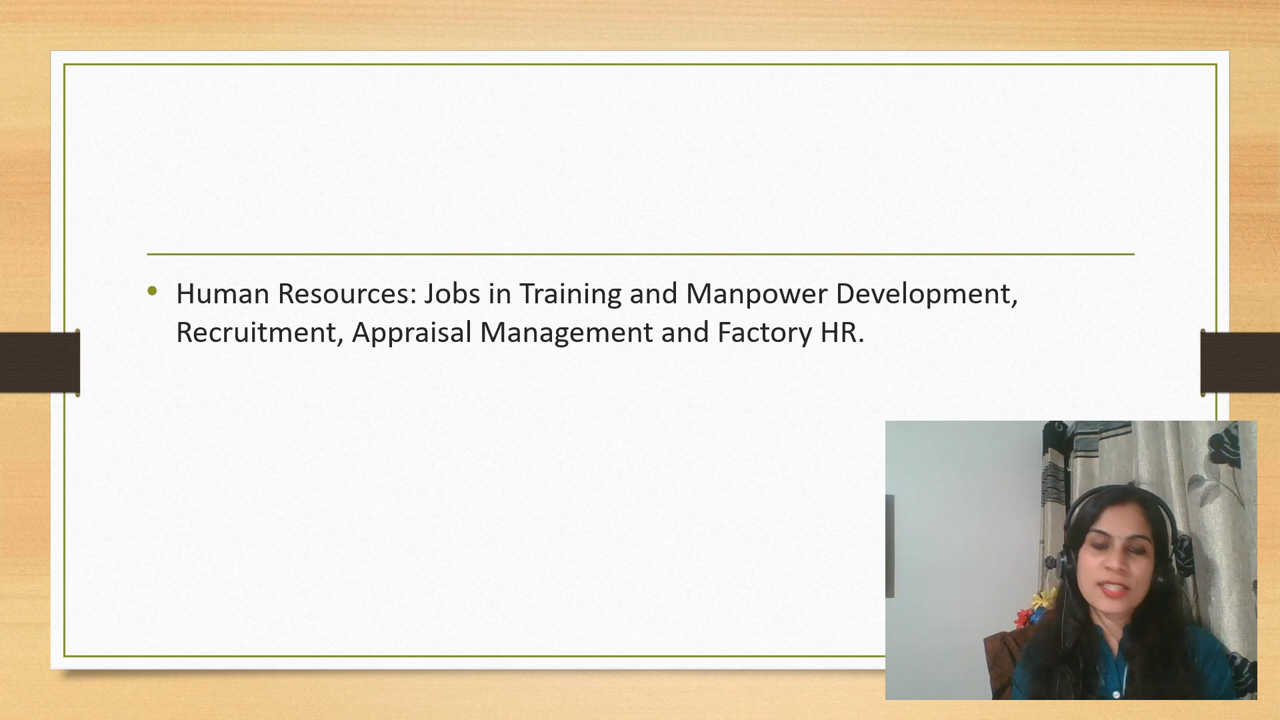 Human Resources: Jobs in Training and Manpower Development,
Recruitment, Appraisal Management and Factory HR.